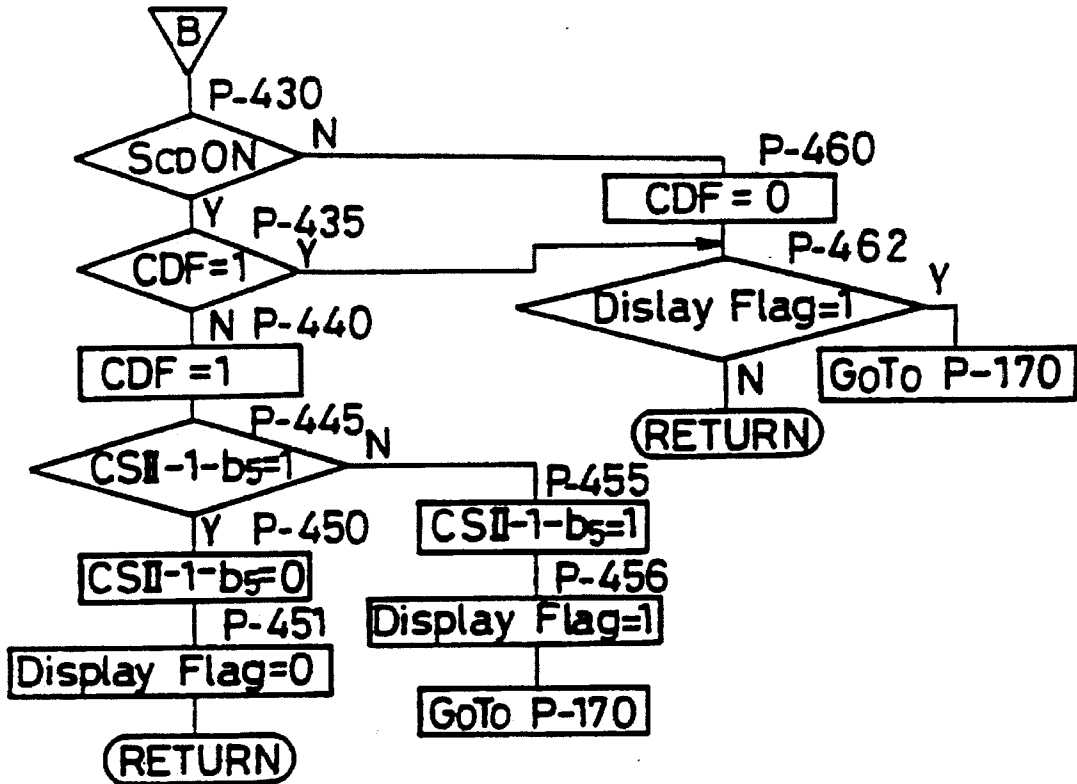 B
P-430
SCD ON
N
P-460
CDF = 0
Y
P-435
CDF=1
Y
P-462
Dislay Flag=1
Y
N
P-440
CDF =1
GoTo P-170
N
RETURN
P-445
CSII-1-b5=1
N
P-455
CSII-1-b5=1
Y
P-450
CSII-1-b5=0
P-456
Display Flag=1
P-451
Display Flag=0
GoTo P-170
RETURN